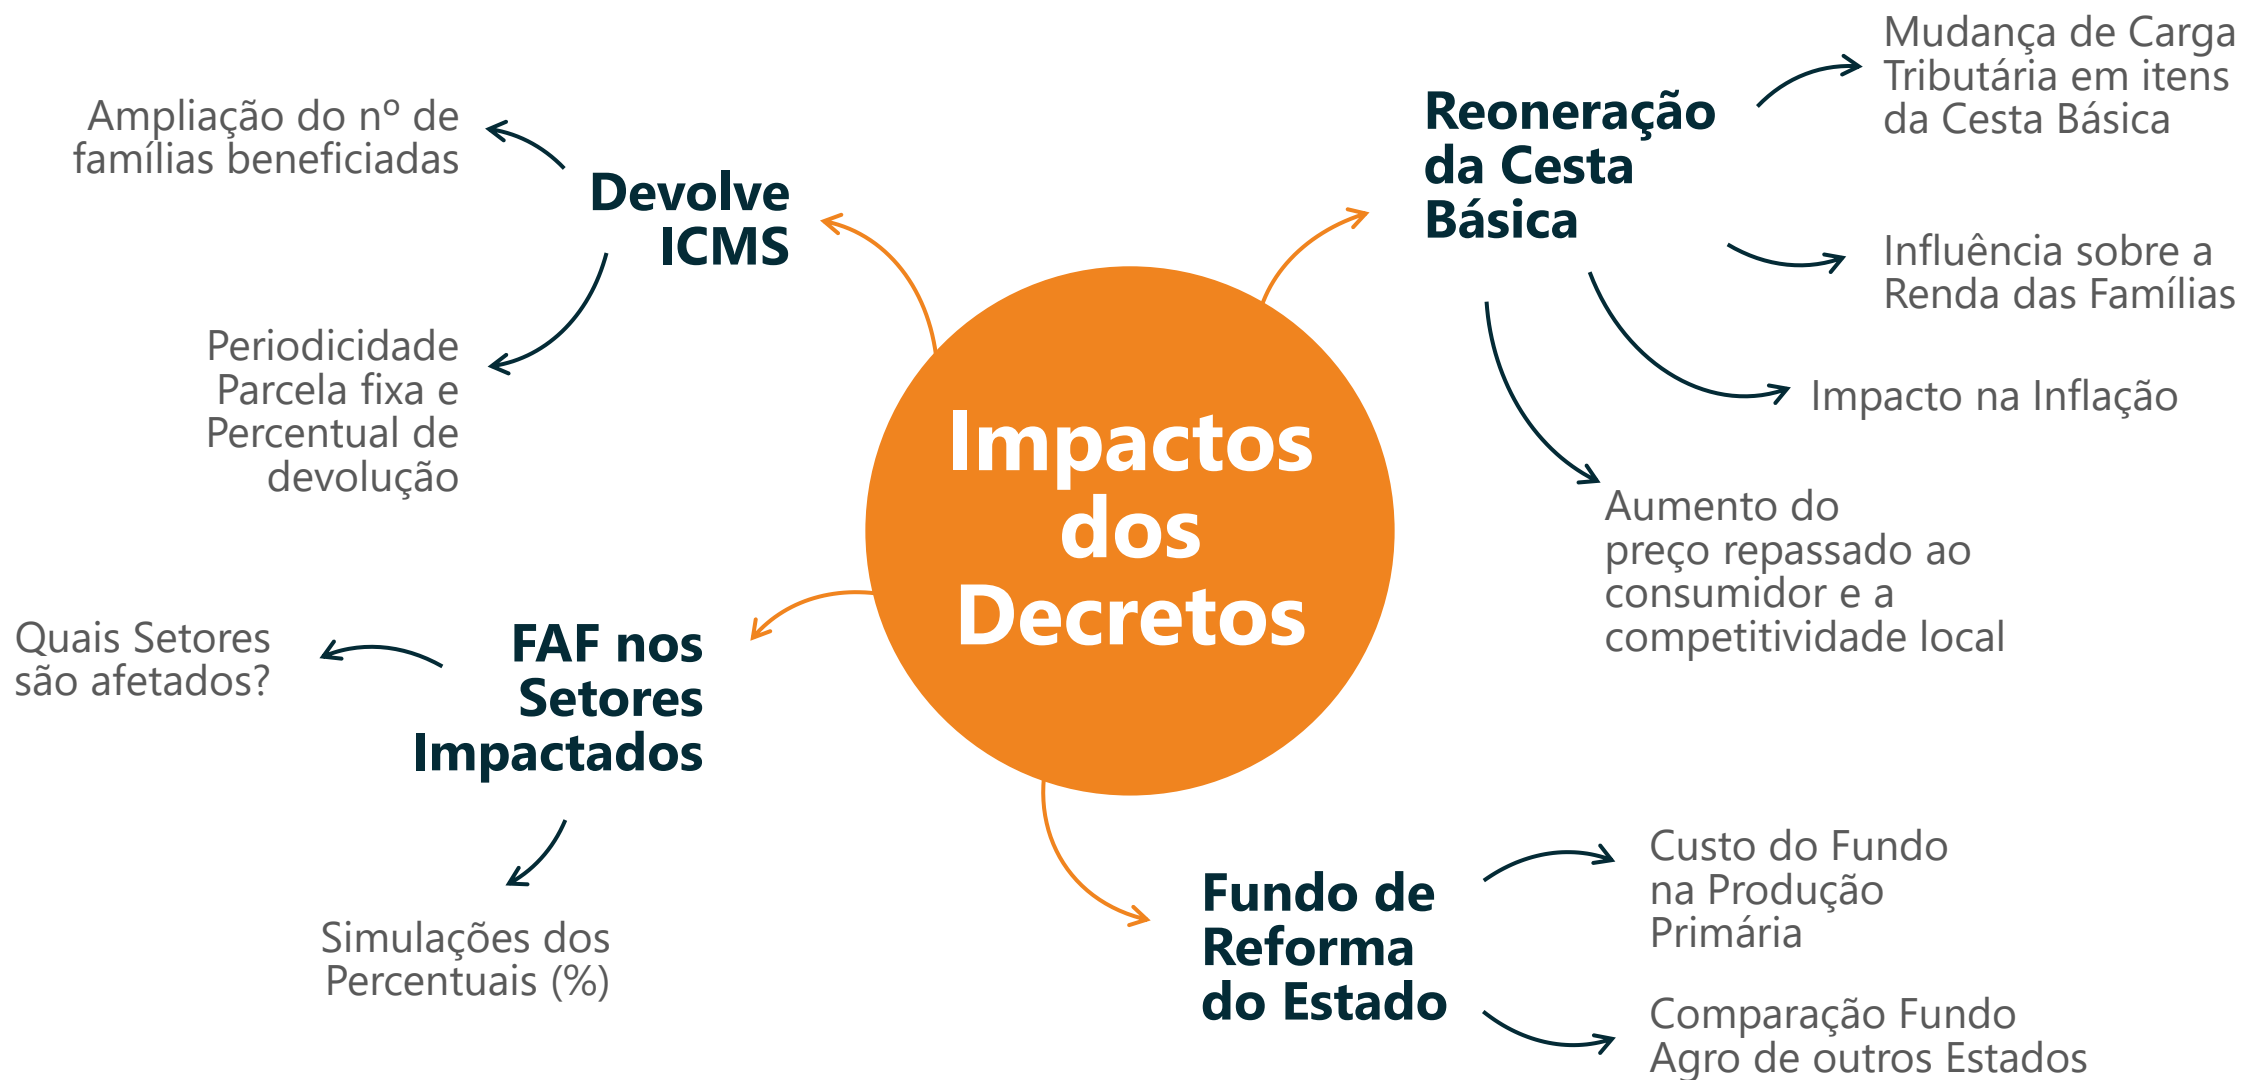 Impactos
dos
Decretos
Devolve
ICMS
Ampliação do nº de
famílias beneficiadas
Periodicidade
Parcela fixa e
Percentual de
devolução
FAF nos
Setores
Impactados
Quais Setores
são afetados?
Simulações dos
Percentuais (%)
Reoneração
da Cesta
Básica
Mudança de Carga
Tributária em itens
da Cesta Básica
Influência sobre a
Renda das Famílias
Impacto na Inflação
Aumento do
preço repassado ao
consumidor e a
competitividade local
Fundo de
Reforma
do Estado
Custo do Fundo
na Produção
Primária
Comparação Fundo
Agro de outros Estados